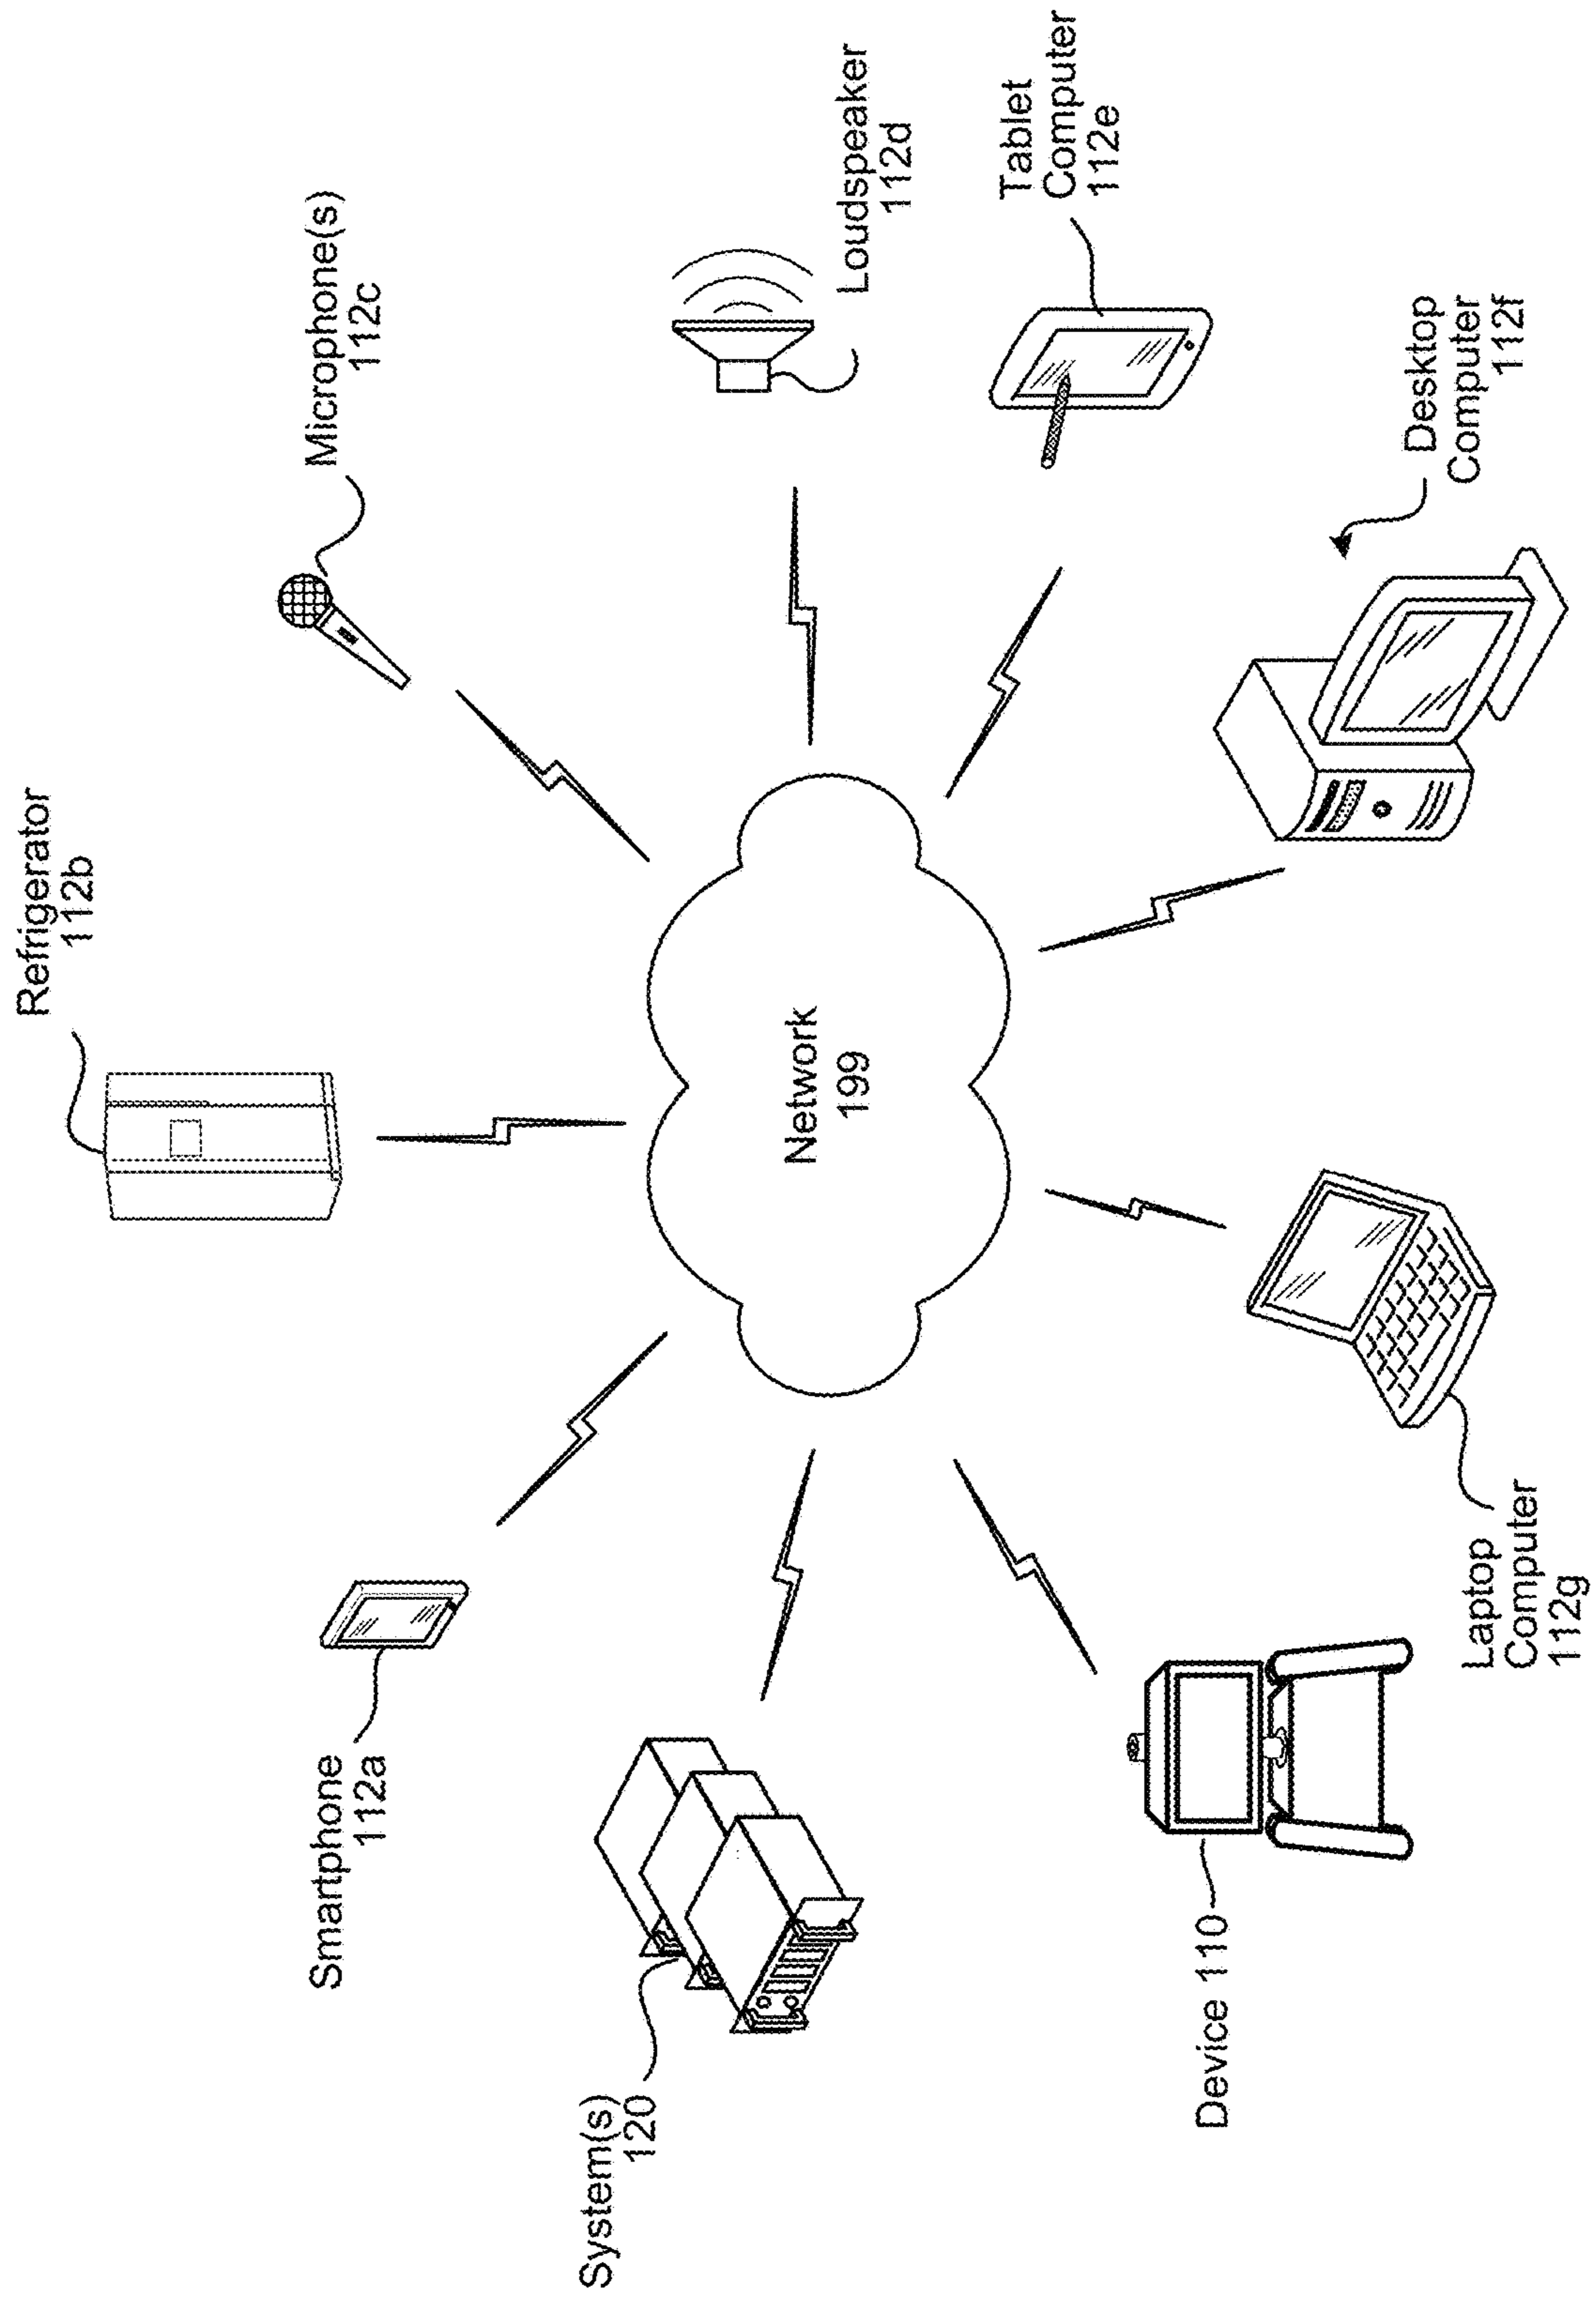 Refrigerator
112b
Microphone(s)
112c
Smartphone
112a
Loudspeaker
112d
System(s)
120
Network
199
Tablet
Computer
112e
Device 110
Desktop
Computer
112f
Laptop
Computer
112g